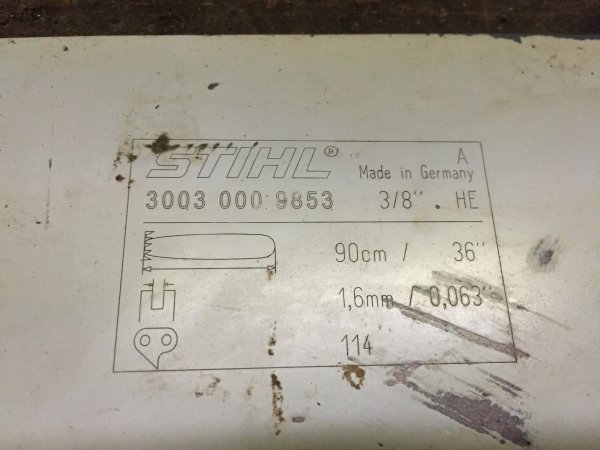 STIHL® A
Made in Germany
3003 000 9853 3/8" . HE
90cm / 36"
1,6mm / 0,063"
114